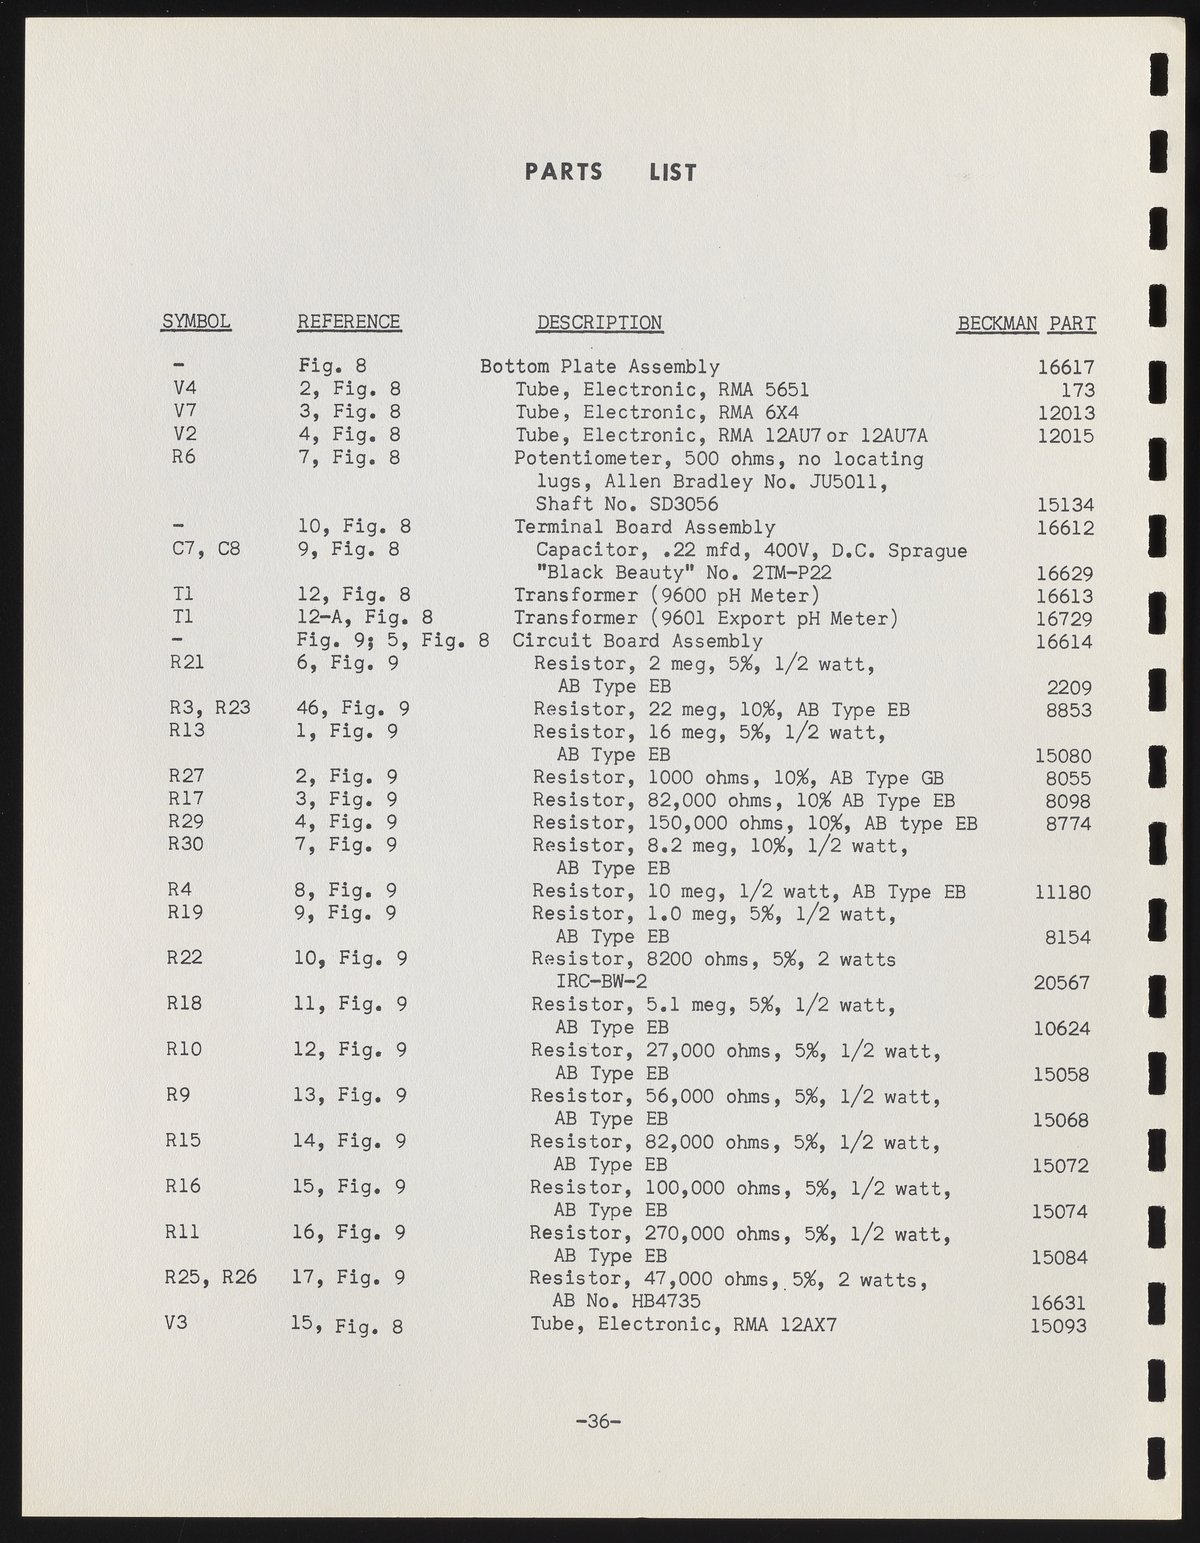 PARTS LIST
SYMBOL REFERENCE DESCRIPTION BECKMAN PART
- Fig. 8 Bottom Plate Assembly 16617
V4 2, Fig. 8 Tube, Electronic, RMA 5651 173
V7 3, Fig. 8 Tube, Electronic, RMA 6X4 12013
V2 4, Fig. 8 Tube, Electronic, RMA 12AU7 or 12AU7A 12015
R6 7, Fig. 8 Potentiometer, 500 ohms, no locating
lugs, Allen Bradley No. JU5011,
Shaft No. SD3056 15134
- 10, Fig. 8 Terminal Board Assembly 16612
C7, C8 9, Fig. 8 Capacitor, .22 mfd, 400V, D.C. Sprague
"Black Beauty" No. 2TM-P22 16629
T1 12, Fig. 8 Transformer (9600 pH Meter) 16613
T1 12-A, Fig. 8 Transformer (9601 Export pH Meter) 16729
- Fig. 9; 5, Fig. 8 Circuit Board Assembly 16614
R21 6, Fig. 9 Resistor, 2 meg, 5%, 1/2 watt,
AB Type EB 2209
R3, R23 46, Fig. 9 Resistor, 22 meg, 10%, AB Type EB 8853
R13 1, Fig. 9 Resistor, 16 meg, 5%, 1/2 watt,
AB Type EB 15080
R27 2, Fig. 9 Resistor, 1000 ohms, 10%, AB Type GB 8055
R17 3, Fig. 9 Resistor, 82,000 ohms, 10% AB Type EB 8098
R29 4, Fig. 9 Resistor, 150,000 ohms, 10%, AB type EB 8774
R30 7, Fig. 9 Resistor, 8.2 meg, 10%, 1/2 watt,
AB Type EB
R4 8, Fig. 9 Resistor, 10 meg, 1/2 watt, AB Type EB 11180
R19 9, Fig. 9 Resistor, 1.0 meg, 5%, 1/2 watt,
AB Type EB 8154
R22 10, Fig. 9 Resistor, 8200 ohms, 5%, 2 watts
IRC-BW-2 20567
R18 11, Fig. 9 Resistor, 5.1 meg, 5%, 1/2 watt,
AB Type EB 10624
R10 12, Fig. 9 Resistor, 27,000 ohms, 5%, 1/2 watt,
AB Type EB 15058
R9 13, Fig. 9 Resistor, 56,000 ohms, 5%, 1/2 watt,
AB Type EB 15068
R15 14, Fig. 9 Resistor, 82,000 ohms, 5%, 1/2 watt,
AB Type EB 15072
R16 15, Fig. 9 Resistor, 100,000 ohms, 5%, 1/2 watt,
AB Type EB 15074
R11 16, Fig. 9 Resistor, 270,000 ohms, 5%, 1/2 watt,
AB Type EB 15084
R25, R26 17, Fig. 9 Resistor, 47,000 ohms, 5%, 2 watts,
AB No. HB4735 16631
V3 15, Fig. 8 Tube, Electronic, RMA 12AX7 15093
-36-